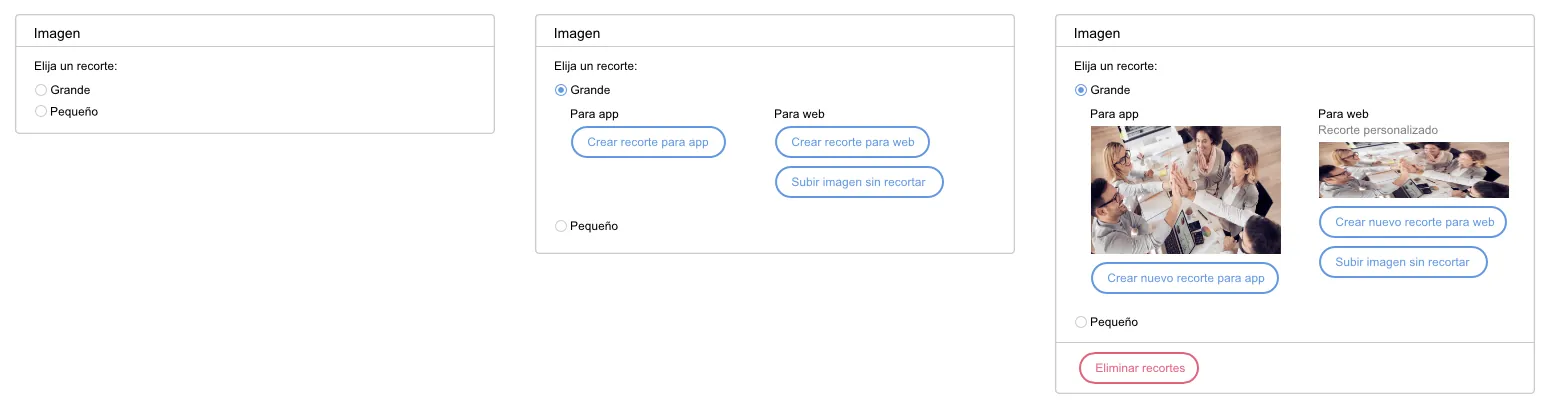 Imagen
Elija un recorte:
Grande
Pequeño
Imagen
Elija un recorte:
Grande
Para app
Para web
Crear recorte para app
Crear recorte para web
Subir imagen sin recortar
Pequeño
Imagen
Elija un recorte:
Grande
Para app
Para web
Recorte personalizado
Crear nuevo recorte para web
Subir imagen sin recortar
Crear nuevo recorte para app
Pequeño
Eliminar recortes